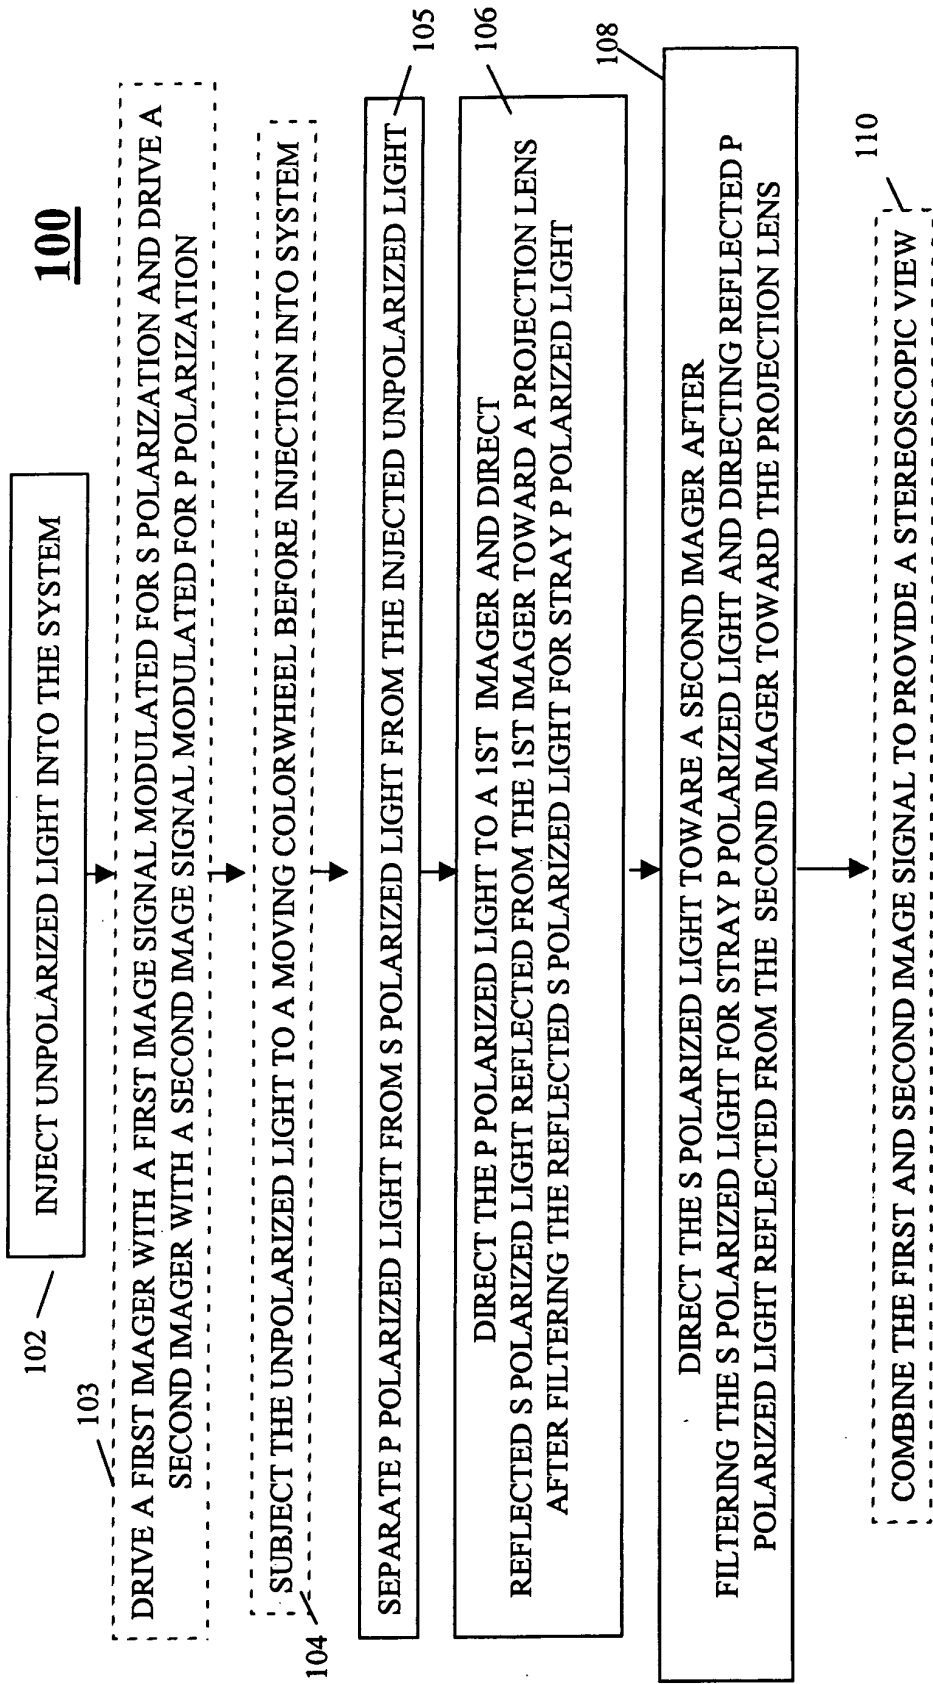 100
102
INJECT UNPOLARIZED LIGHT INTO THE SYSTEM
103
DRIVE A FIRST IMAGER WITH A FIRST IMAGE SIGNAL MODULATED FOR S POLARIZATION AND DRIVE A
SECOND IMAGER WITH A SECOND IMAGE SIGNAL MODULATED FOR P POLARIZATION
104
SUBJECT THE UNPOLARIZED LIGHT TO A MOVING COLORWHEEL BEFORE INJECTION INTO SYSTEM
105
SEPARATE P POLARIZED LIGHT FROM S POLARIZED LIGHT FROM THE INJECTED UNPOLARIZED LIGHT
106
DIRECT THE P POLARIZED LIGHT TO A 1ST IMAGER AND DIRECT
REFLECTED S POLARIZED LIGHT REFLECTED FROM THE 1ST IMAGER TOWARD A PROJECTION LENS
AFTER FILTERING THE REFLECTED S POLARIZED LIGHT FOR STRAY P POLARIZED LIGHT
108
DIRECT THE S POLARIZED LIGHT TOWARE A SECOND IMAGER AFTER
FILTERING THE S POLARIZED LIGHT FOR STRAY P POLARIZED LIGHT AND DIRECTING REFLECTED P
POLARIZED LIGHT REFLECTED FROM THE SECOND IMAGER TOWARD THE PROJECTION LENS
110
COMBINE THE FIRST AND SECOND IMAGE SIGNAL TO PROVIDE A STEREOSCOPIC VIEW